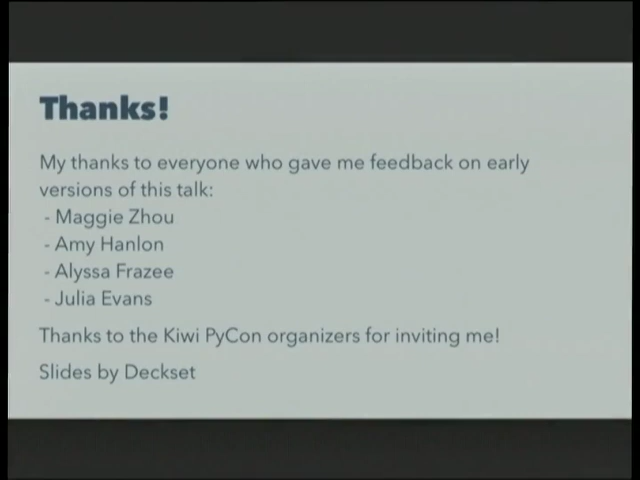 Thanks!
My thanks to everyone who gave me feedback on early
versions of this talk:
- Maggie Zhou
- Amy Hanlon
- Alyssa Frazee
- Julia Evans
Thanks to the Kiwi PyCon organizers for inviting me!
Slides by Deckset